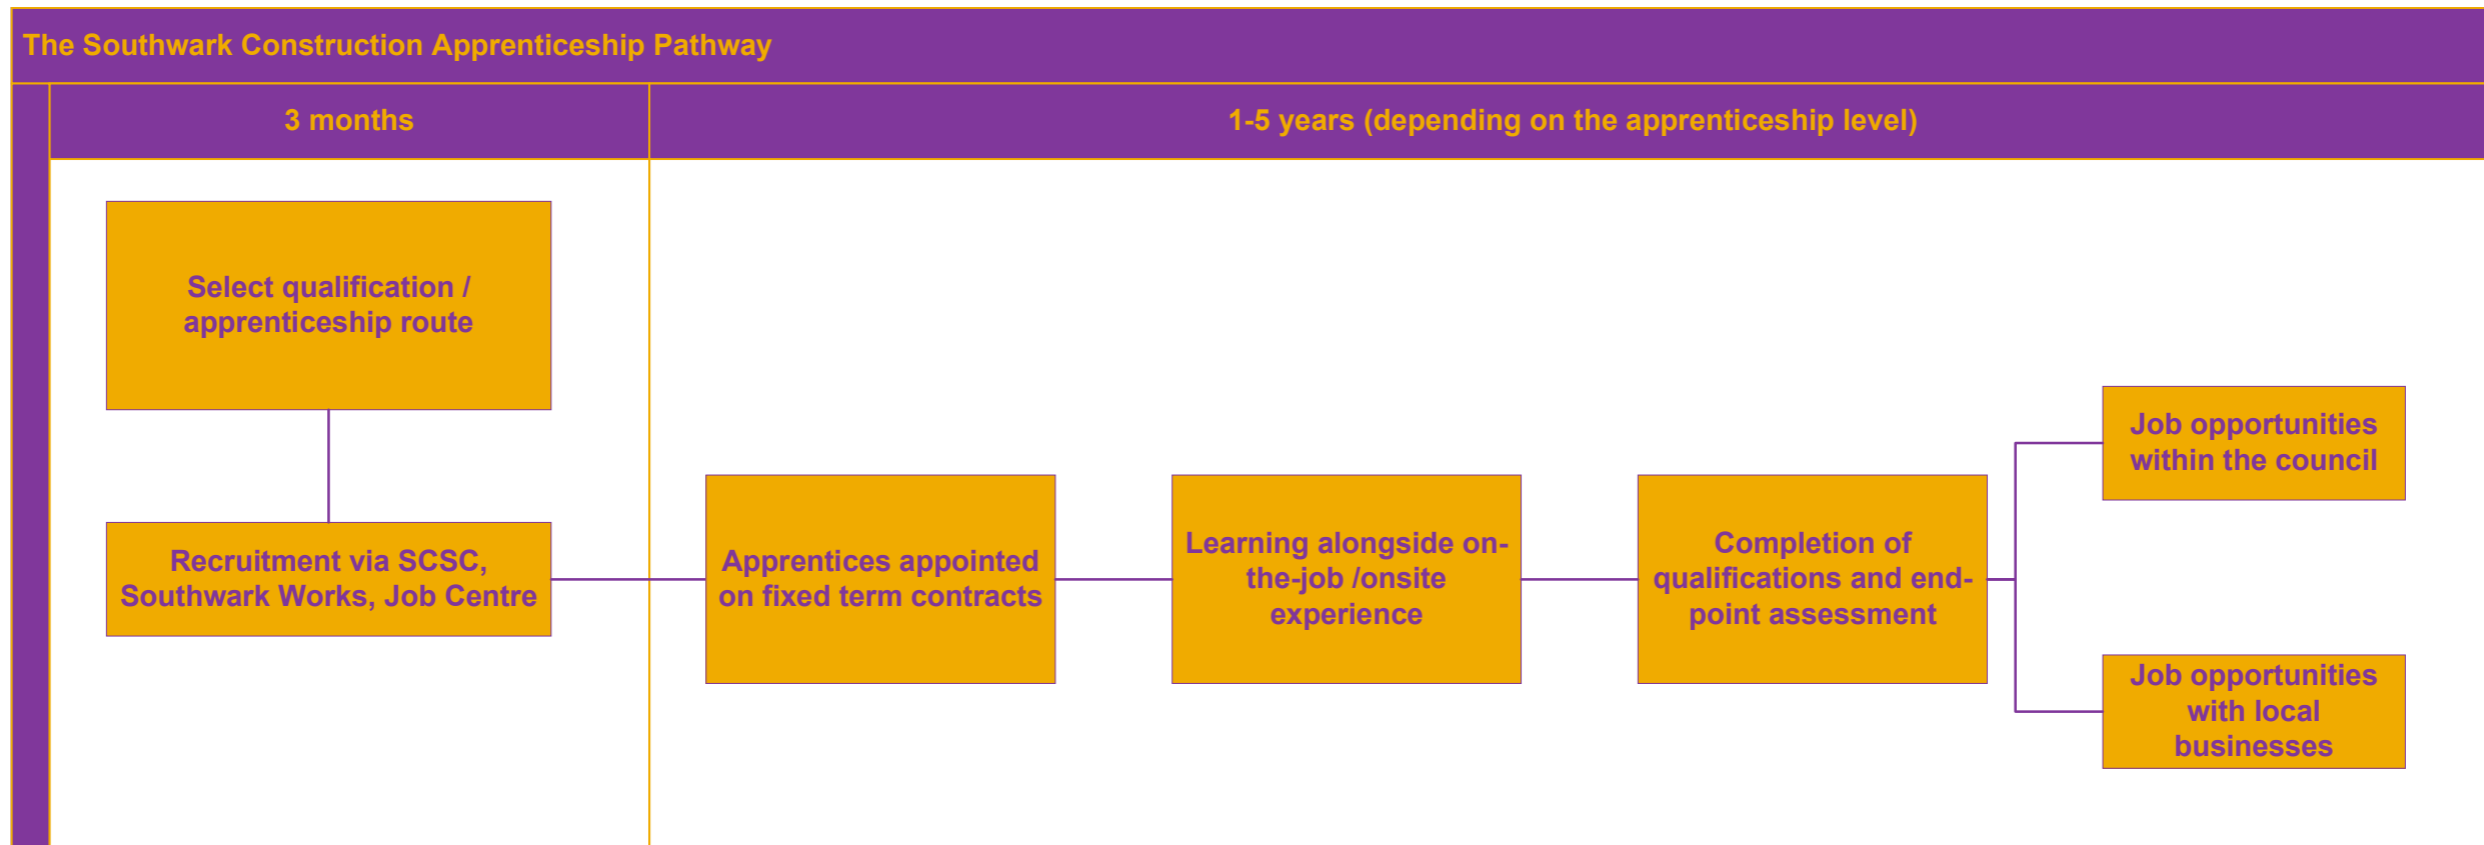 The Southwark Construction Apprenticeship Pathway
3 months
1-5 years (depending on the apprenticeship level)
Select qualification /
apprenticeship route
Recruitment via SCSC,
Southwark Works, Job Centre
Apprentices appointed
on fixed term contracts
Learning alongside on-
the-job /onsite
experience
Completion of
qualifications and end-
point assessment
Job opportunities
within the council
Job opportunities
with local
businesses